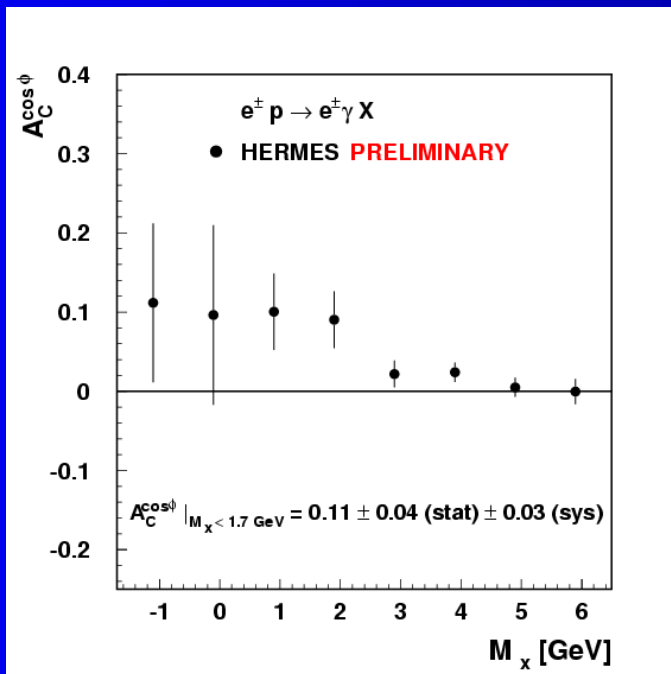 A_C^{cos ϕ}
0.4
0.3
0.2
0.1
0
-0.1
-0.2
e± p → e± γ X
● HERMES PRELIMINARY
A_C^{cosϕ} |_{M_x < 1.7 GeV} = 0.11 ± 0.04 (stat) ± 0.03 (sys)
-1 0 1 2 3 4 5 6
M_x [GeV]